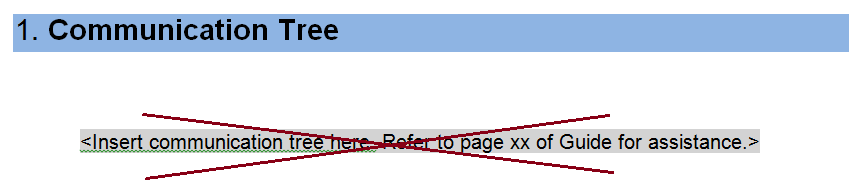 1. Communication Tree
<Insert communication tree here. Refer to page xx of Guide for assistance.>